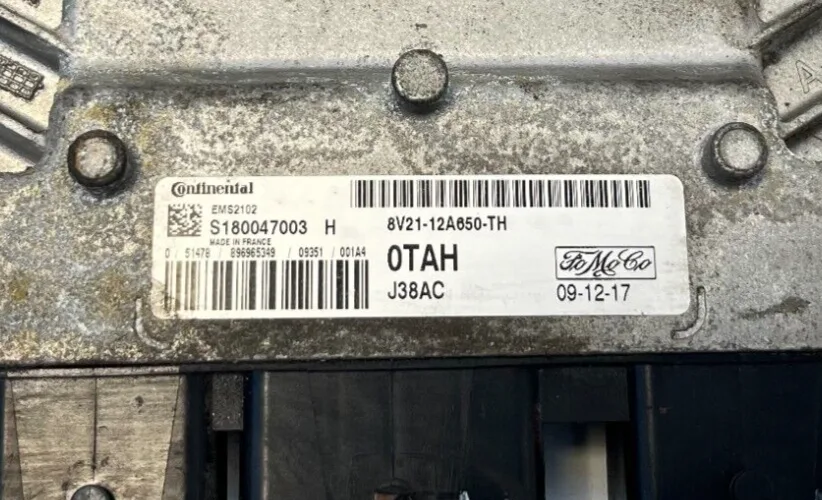 Continental
EMS2102
S180047003 H
MADE IN FRANCE
0 / 51478 / 896965349 / 09351 / 001A4
8V21-12A650-TH
0TAH
J38AC
FoMoCo
09-12-17
A